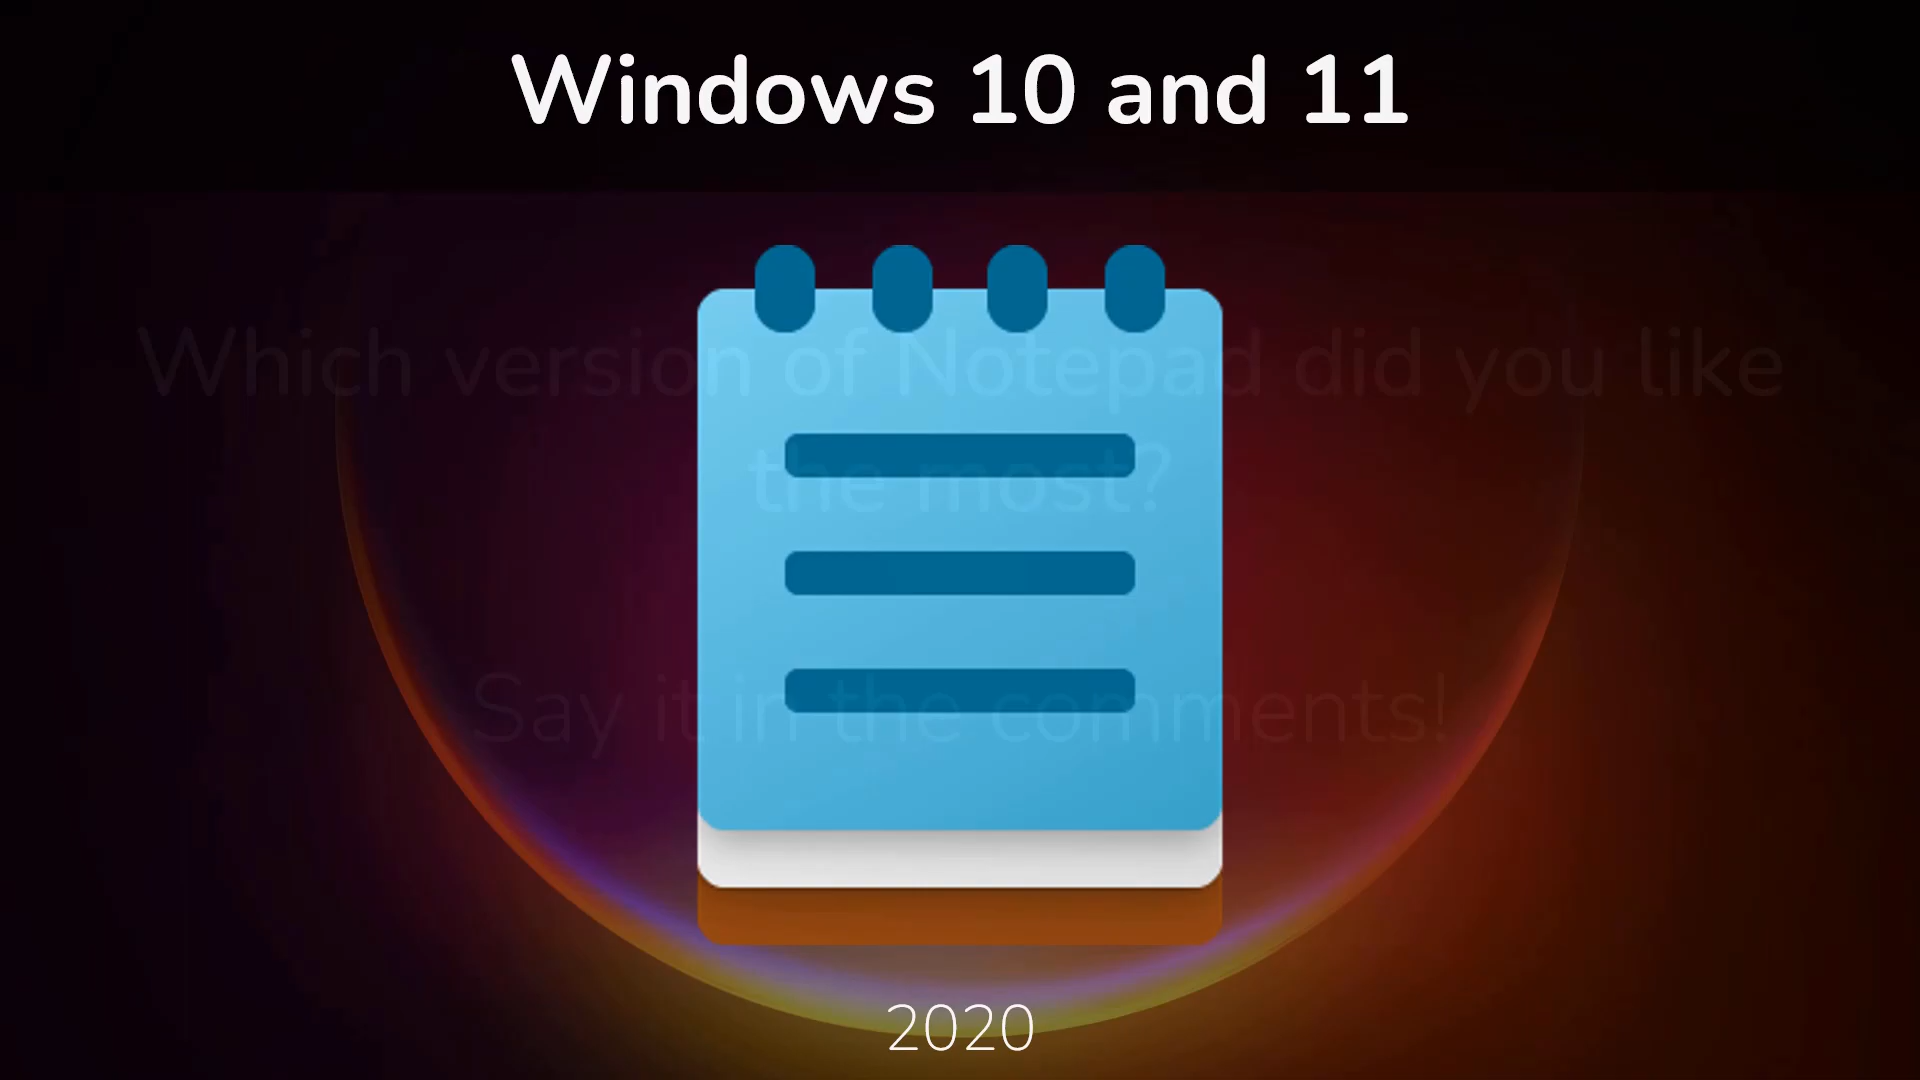 Windows 10 and 11
Which version of Notepad did you like
the most?
Say it in the comments!
2020